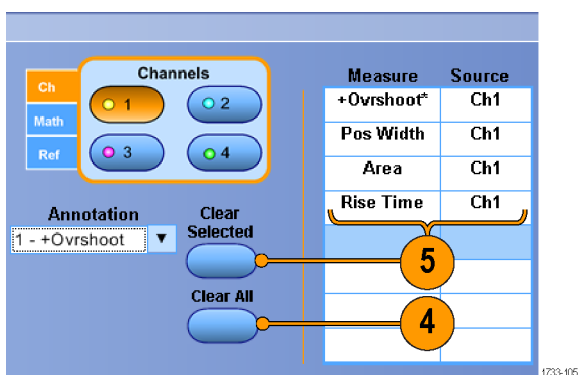 Ch
Math
Ref
Channels
1
2
3
4
Annotation
1 - +Ovrshoot
Clear
Selected
Clear All
Measure Source
+Ovrshoot* Ch1
Pos Width Ch1
Area Ch1
Rise Time Ch1
5
4
1733-105